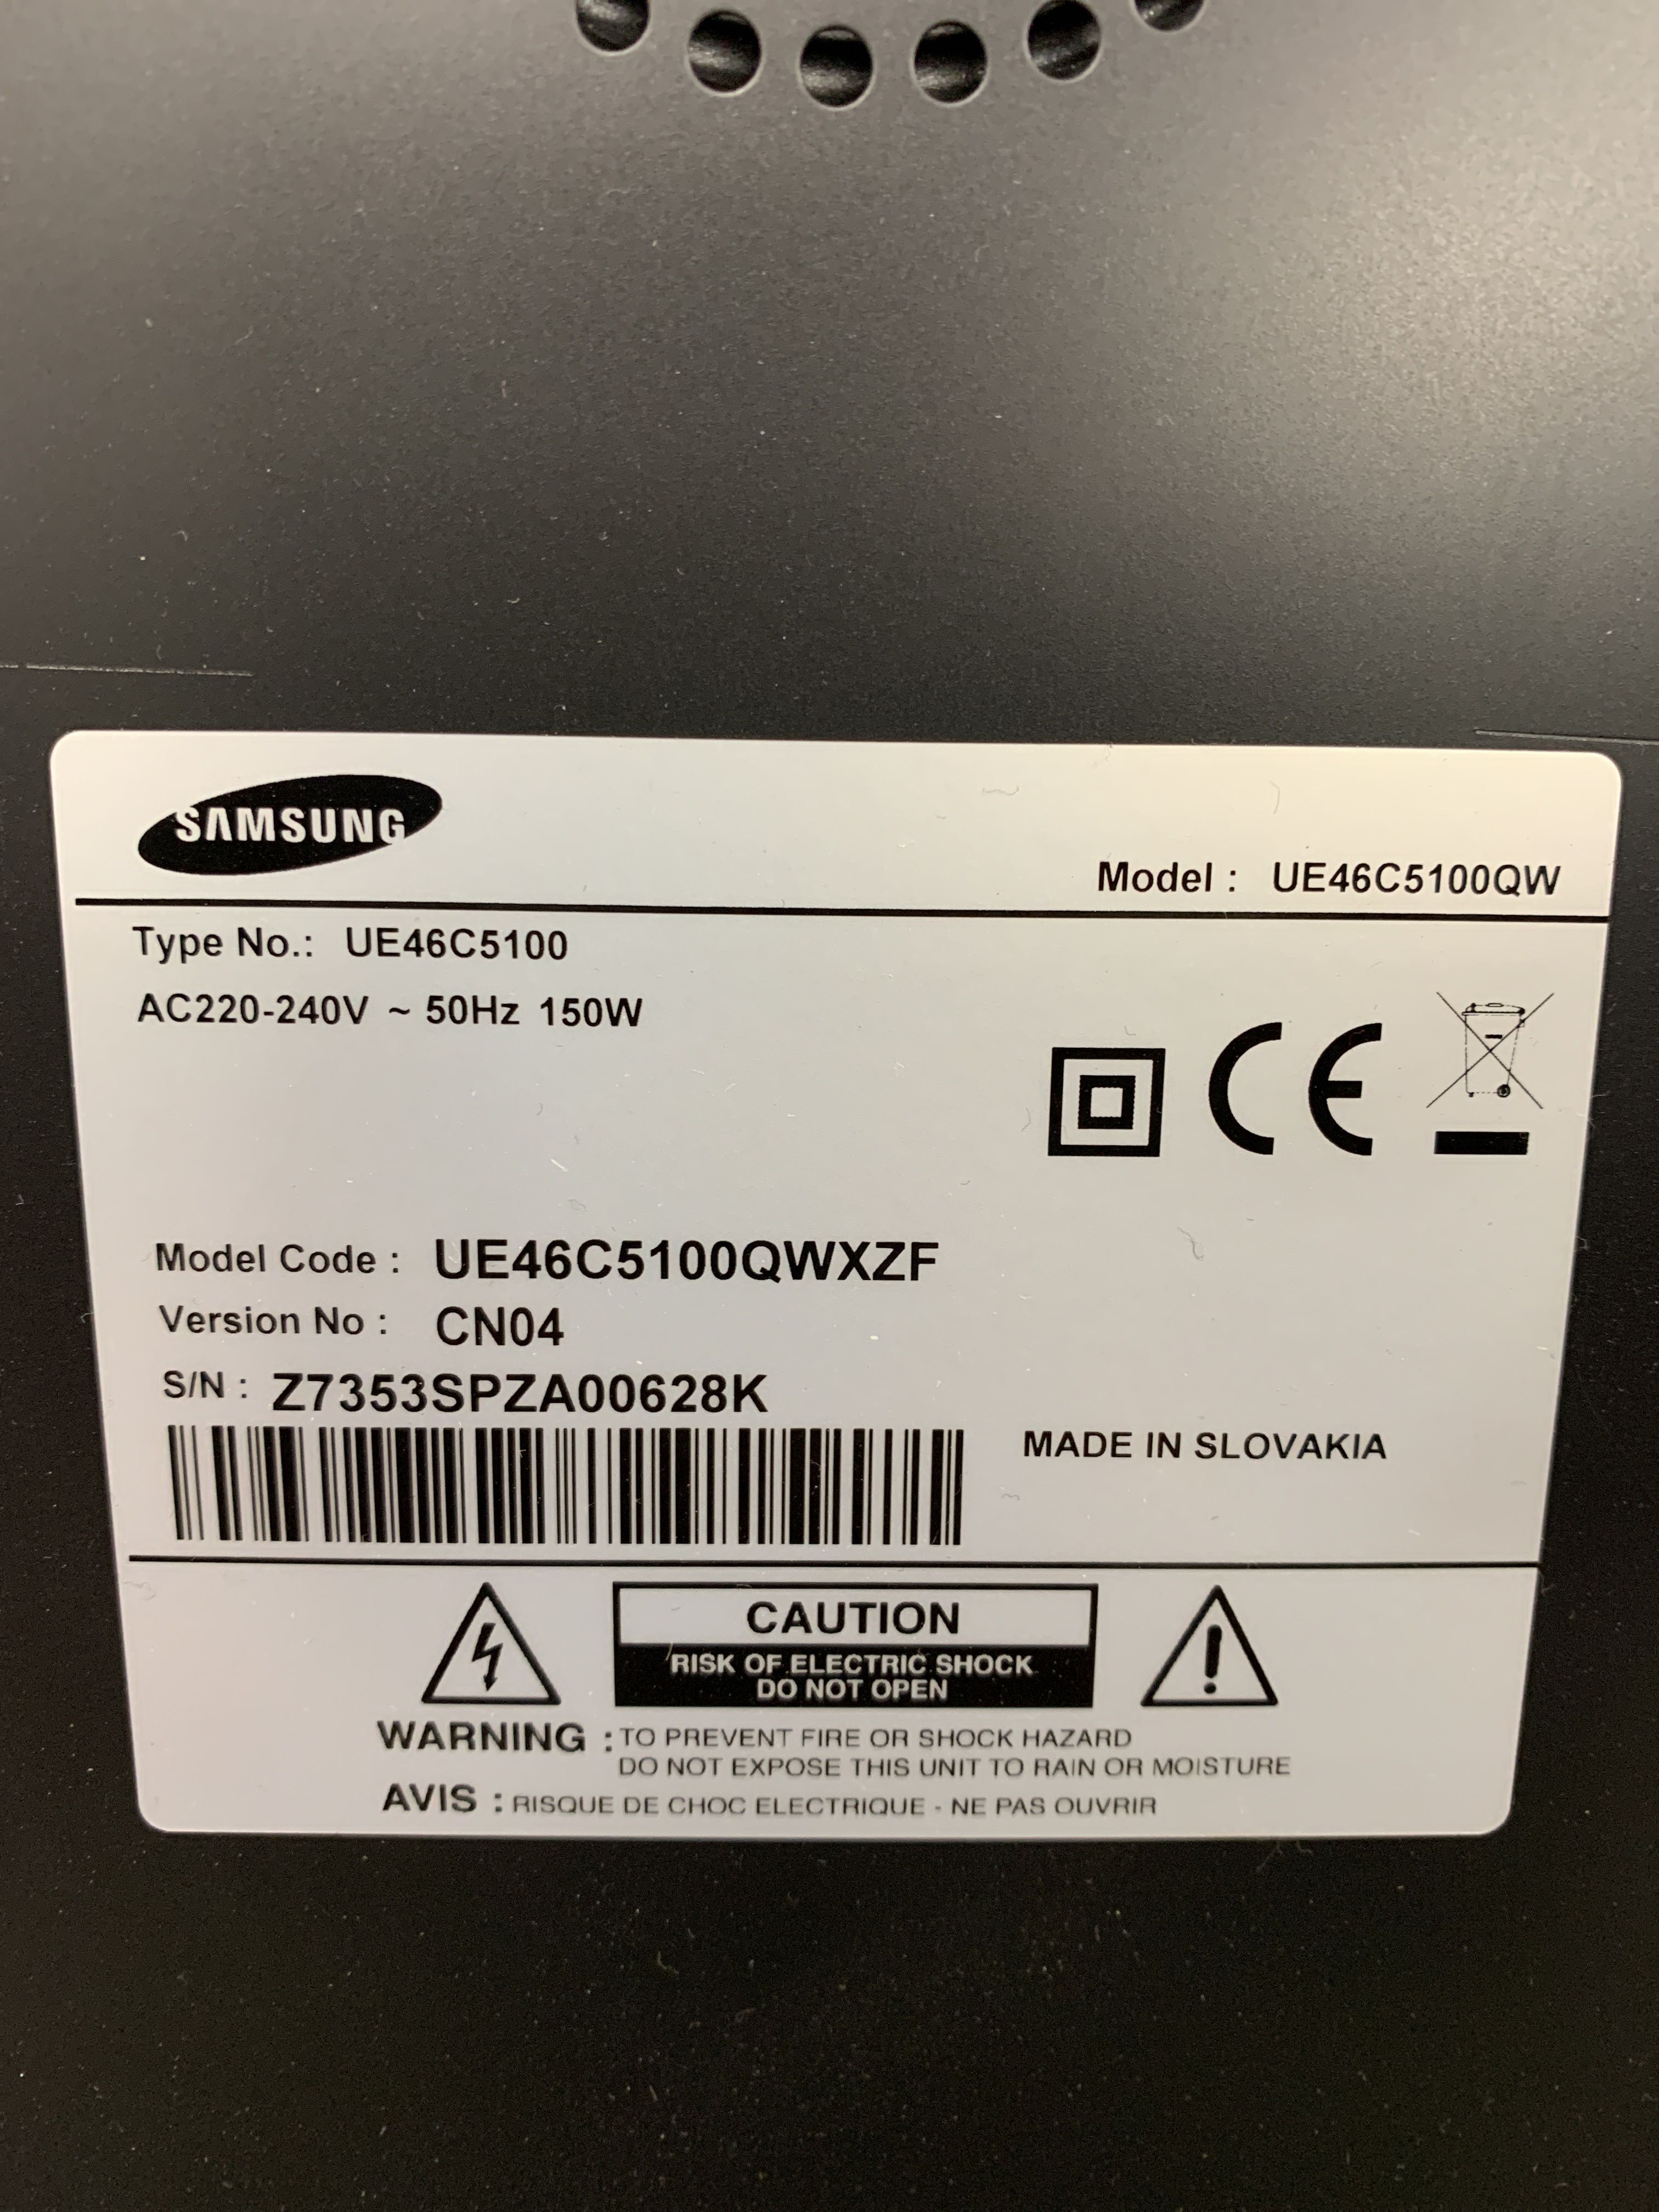 SAMSUNG
Model : UE46C5100QW
Type No.: UE46C5100
AC220-240V ~ 50Hz 150W
CE
Model Code : UE46C5100QWXZF
Version No : CN04
S/N : Z7353SPZA00628K
MADE IN SLOVAKIA
CAUTION
RISK OF ELECTRIC SHOCK
DO NOT OPEN
WARNING : TO PREVENT FIRE OR SHOCK HAZARD
DO NOT EXPOSE THIS UNIT TO RAIN OR MOISTURE
AVIS : RISQUE DE CHOC ELECTRIQUE - NE PAS OUVRIR